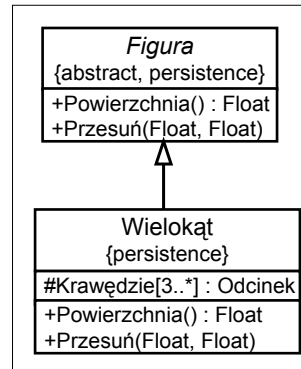 Figura
{abstract, persistence}
+Powierzchnia() : Float
+Przesuń(Float, Float)
Wielokąt
{persistence}
#Krawędzie[3..*] : Odcinek
+Powierzchnia() : Float
+Przesuń(Float, Float)